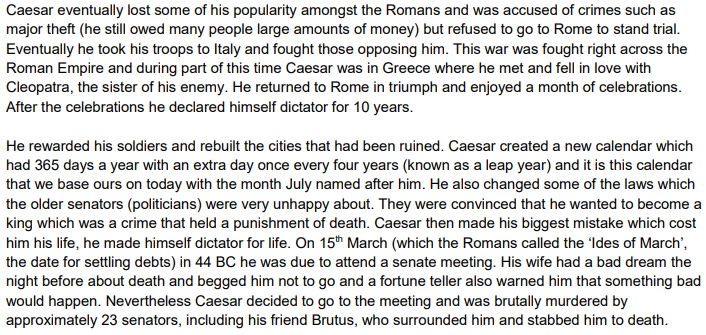 Caesar eventually lost some of his popularity amongst the Romans and was accused of crimes such as
major theft (he still owed many people large amounts of money) but refused to go to Rome to stand trial.
Eventually he took his troops to Italy and fought those opposing him. This war was fought right across the
Roman Empire and during part of this time Caesar was in Greece where he met and fell in love with
Cleopatra, the sister of his enemy. He returned to Rome in triumph and enjoyed a month of celebrations.
After the celebrations he declared himself dictator for 10 years.

He rewarded his soldiers and rebuilt the cities that had been ruined. Caesar created a new calendar which
had 365 days a year with an extra day once every four years (known as a leap year) and it is this calendar
that we base ours on today with the month July named after him. He also changed some of the laws which
the older senators (politicians) were very unhappy about. They were convinced that he wanted to become a
king which was a crime that held a punishment of death. Caesar then made his biggest mistake which cost
him his life, he made himself dictator for life. On 15th March (which the Romans called the ‘Ides of March’,
the date for settling debts) in 44 BC he was due to attend a senate meeting. His wife had a bad dream the
night before about death and begged him not to go and a fortune teller also warned him that something bad
would happen. Nevertheless Caesar decided to go to the meeting and was brutally murdered by
approximately 23 senators, including his friend Brutus, who surrounded him and stabbed him to death.